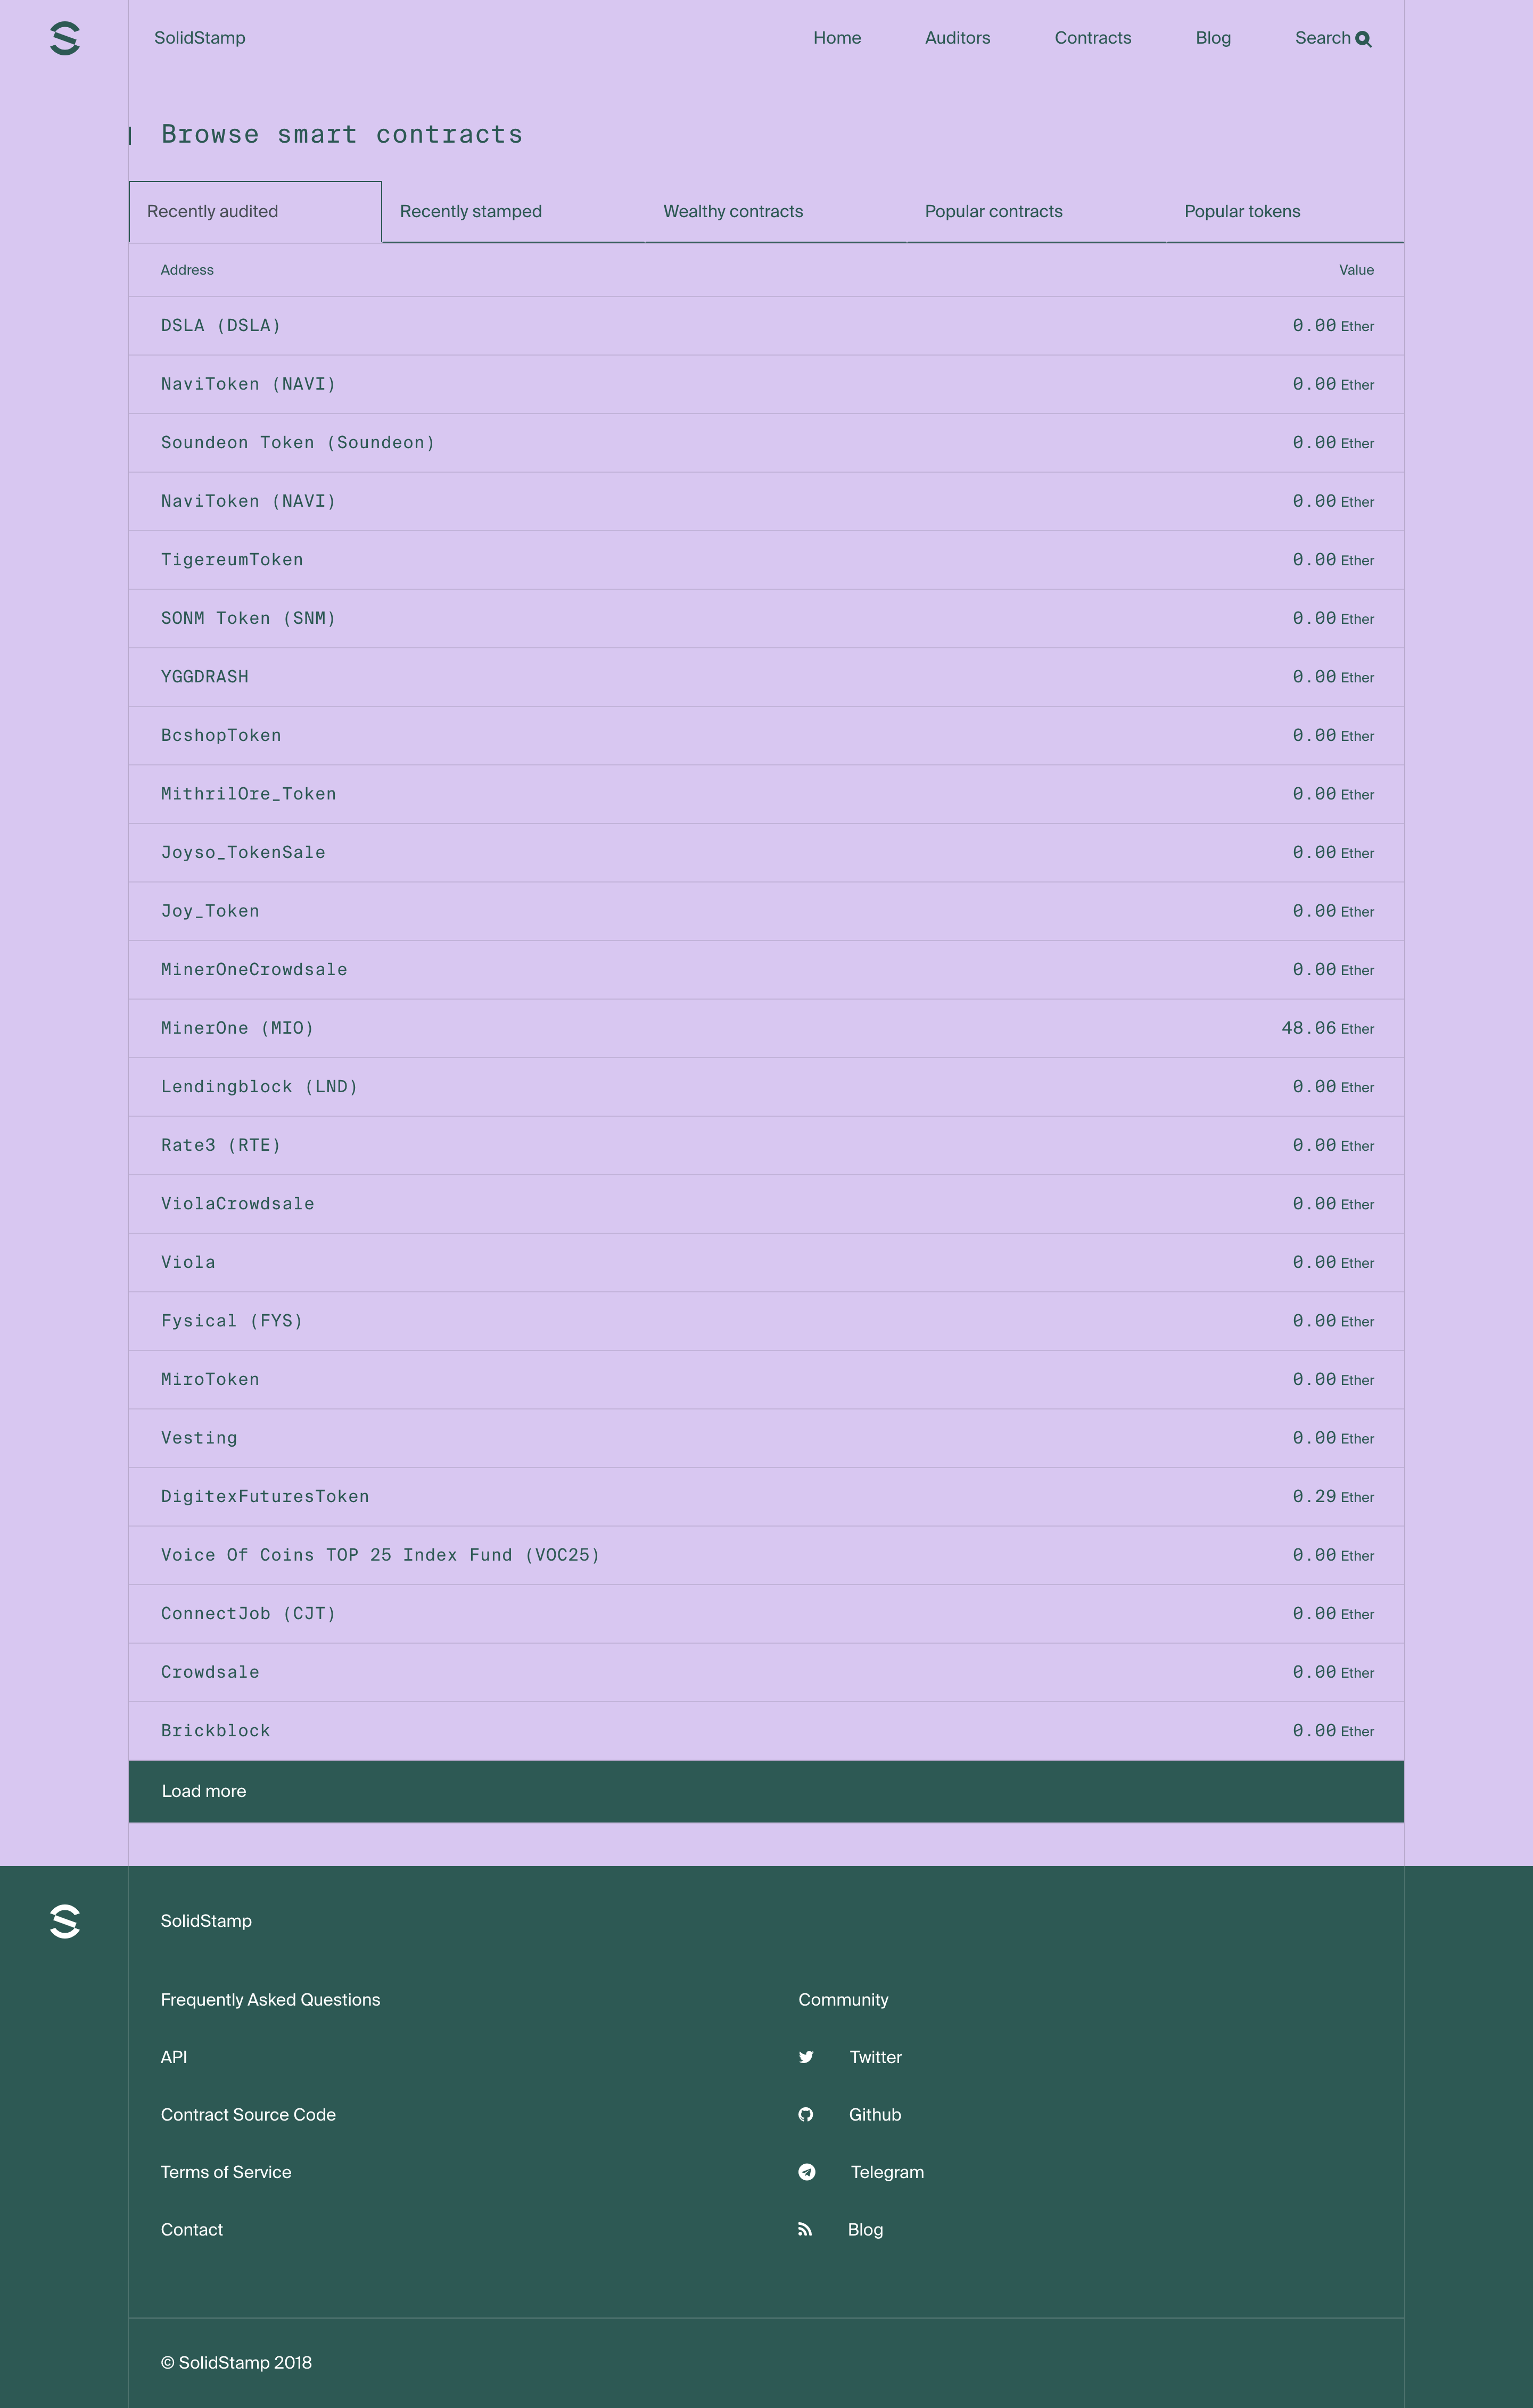 SolidStamp Home Auditors Contracts Blog Search
Browse smart contracts
Recently audited Recently stamped Wealthy contracts Popular contracts Popular tokens
Address Value
DSLA (DSLA) 0.00 Ether
NaviToken (NAVI) 0.00 Ether
Soundeon Token (Soundeon) 0.00 Ether
NaviToken (NAVI) 0.00 Ether
TigereumToken 0.00 Ether
SONM Token (SNM) 0.00 Ether
YGGDRASH 0.00 Ether
BcshopToken 0.00 Ether
MithrilOre_Token 0.00 Ether
Joyso_TokenSale 0.00 Ether
Joy_Token 0.00 Ether
MinerOneCrowdsale 0.00 Ether
MinerOne (MIO) 48.06 Ether
Lendingblock (LND) 0.00 Ether
Rate3 (RTE) 0.00 Ether
ViolaCrowdsale 0.00 Ether
Viola 0.00 Ether
Fysical (FYS) 0.00 Ether
MiroToken 0.00 Ether
Vesting 0.00 Ether
DigitexFuturesToken 0.29 Ether
Voice Of Coins TOP 25 Index Fund (VOC25) 0.00 Ether
ConnectJob (CJT) 0.00 Ether
Crowdsale 0.00 Ether
Brickblock 0.00 Ether
Load more
SolidStamp
Frequently Asked Questions Community
API Twitter
Contract Source Code Github
Terms of Service Telegram
Contact Blog
© SolidStamp 2018